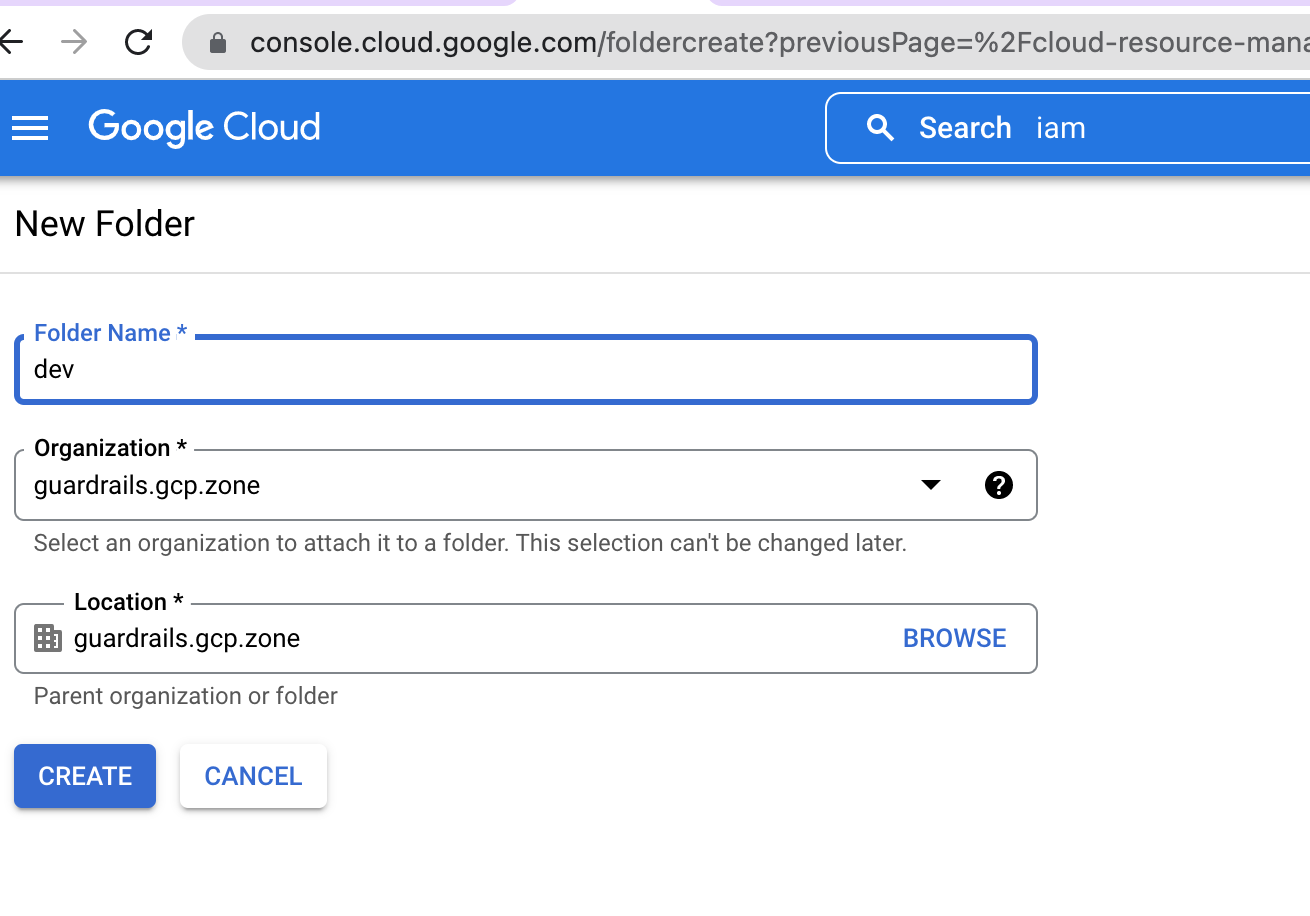 console.cloud.google.com/foldercreate?previousPage=%2Fcloud-resource-mana
Google Cloud
Search iam
New Folder
Folder Name *
dev
Organization *
guardrails.gcp.zone
Select an organization to attach it to a folder. This selection can't be changed later.
Location *
guardrails.gcp.zone
BROWSE
Parent organization or folder
CREATE CANCEL